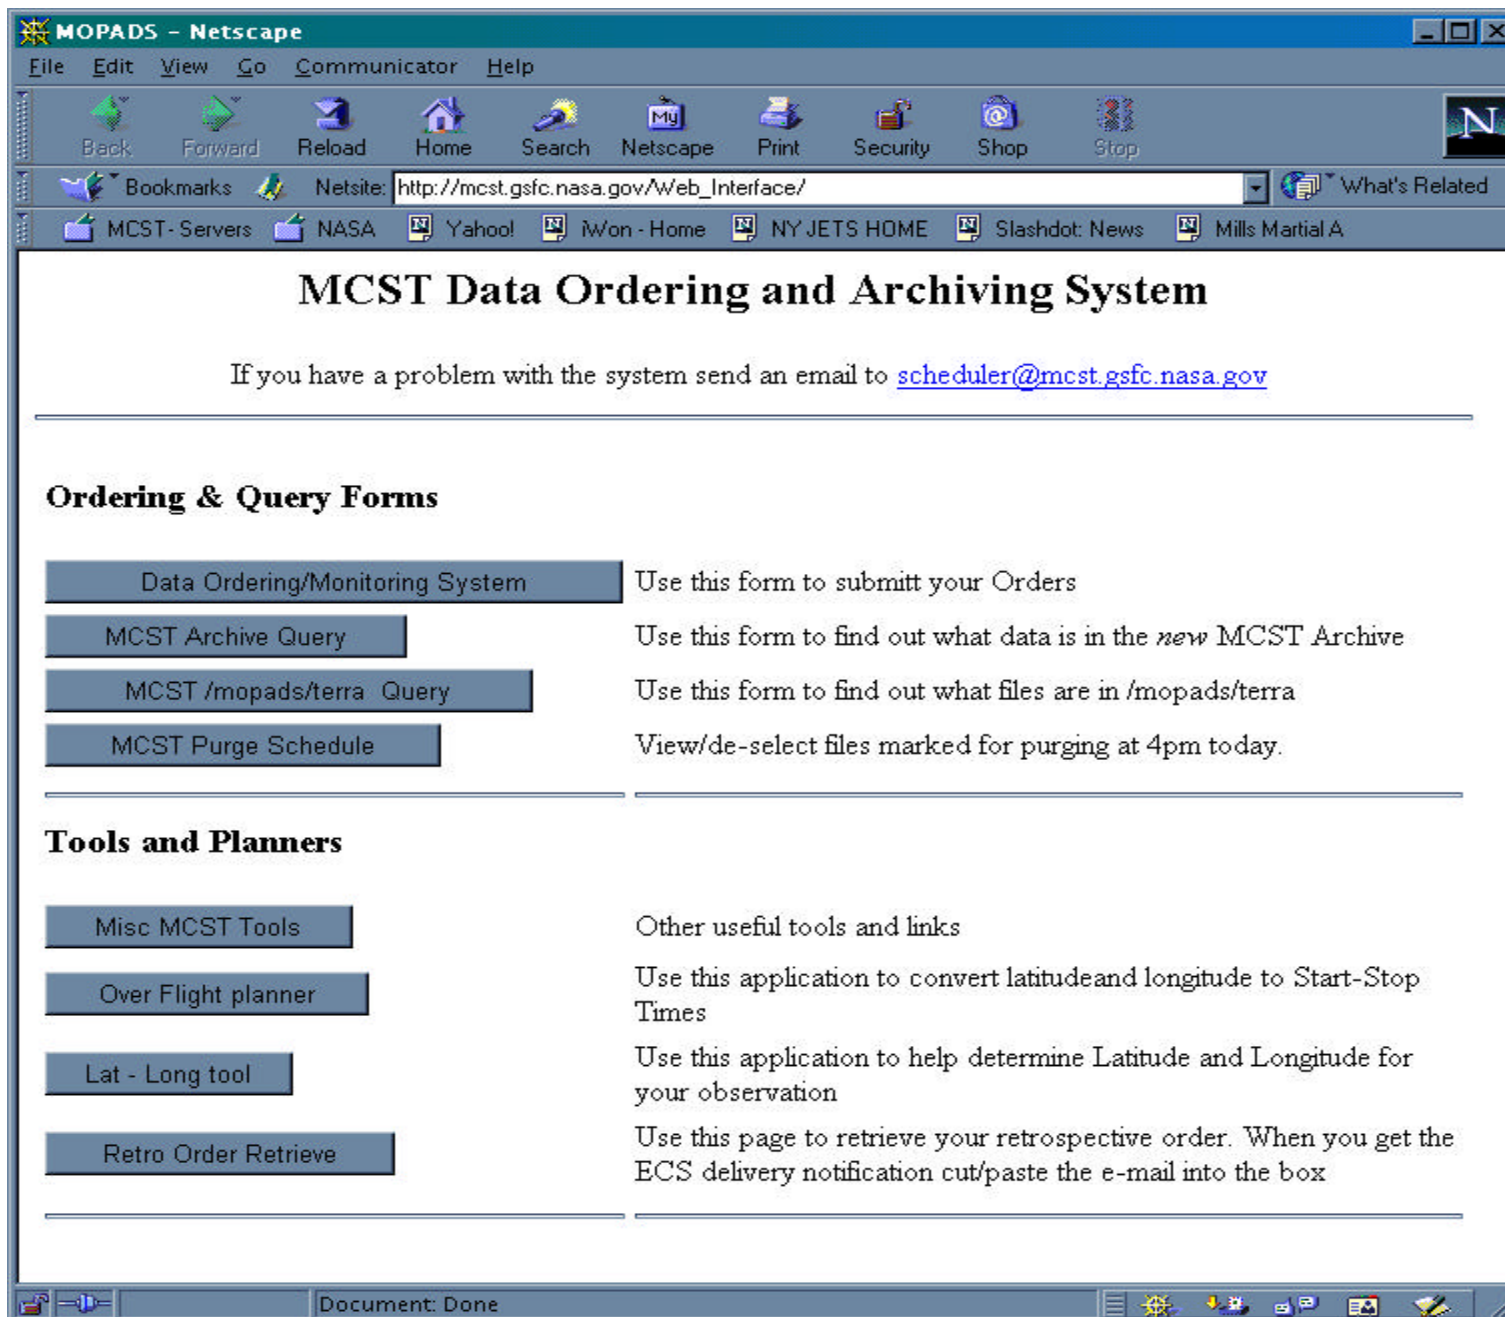 MOPADS - Netscape
File Edit View Go Communicator Help
Back Forward Reload Home Search Netscape Print Security Shop Stop
My
N
Bookmarks Netsite: http://mcst.gsfc.nasa.gov/Web_Interface/ What's Related
MCST- Servers NASA Yahoo! iWon - Home NY JETS HOME Slashdot: News Mills Martial A
MCST Data Ordering and Archiving System
If you have a problem with the system send an email to scheduler@mcst.gsfc.nasa.gov
Ordering & Query Forms
Data Ordering/Monitoring System Use this form to submitt your Orders
MCST Archive Query Use this form to find out what data is in the new MCST Archive
MCST /mopads/terra Query Use this form to find out what files are in /mopads/terra
MCST Purge Schedule View/de-select files marked for purging at 4pm today.
Tools and Planners
Misc MCST Tools Other useful tools and links
Over Flight planner Use this application to convert latitudeand longitude to Start-Stop
Times
Lat - Long tool Use this application to help determine Latitude and Longitude for
your observation
Retro Order Retrieve Use this page to retrieve your retrospective order. When you get the
ECS delivery notification cut/paste the e-mail into the box
Document: Done